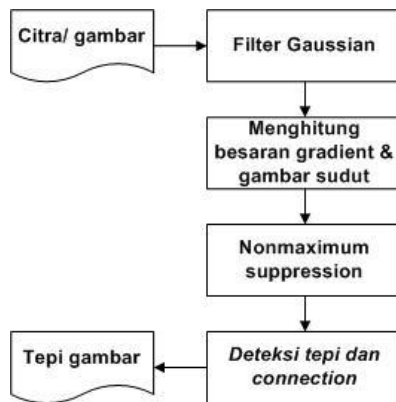 Citra/ gambar
Filter Gaussian
Menghitung
besaran gradient &
gambar sudut
Nonmaximum
suppression
Deteksi tepi dan
connection
Tepi gambar